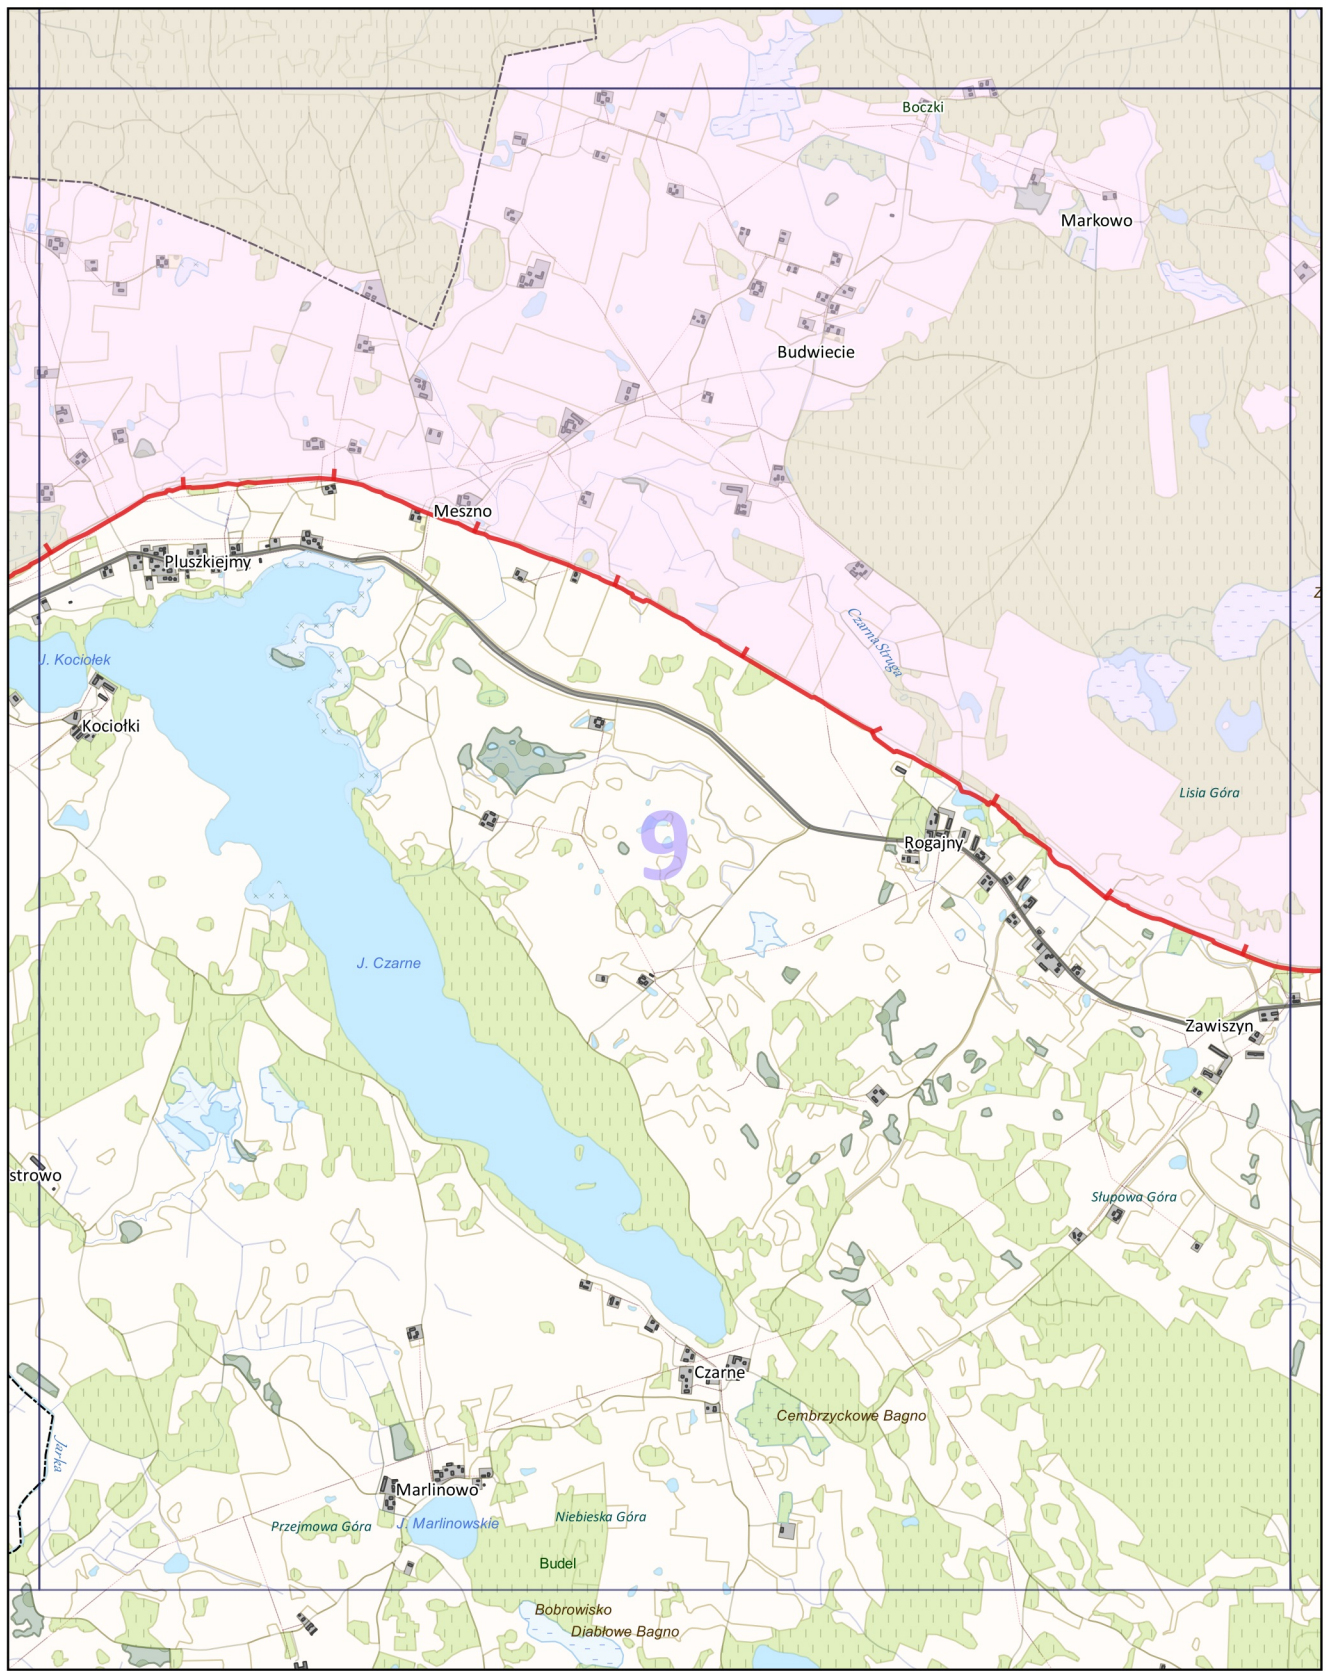 Boczki
Markowo
Budwiecie
Meszno
Pluszkiejmy
Czarna Struga
J. Kociołek
Kociołki
Lisia Góra
9
Rogajny
J. Czarne
Zawiszyn
strowo
Słupowa Góra
Czarne
Cembrzyckowe Bagno
Jarka
Marlinowo
Niebieska Góra
Przejmowa Góra
J. Marlinowskie
Budel
Bobrowisko
Diabłowe Bagno